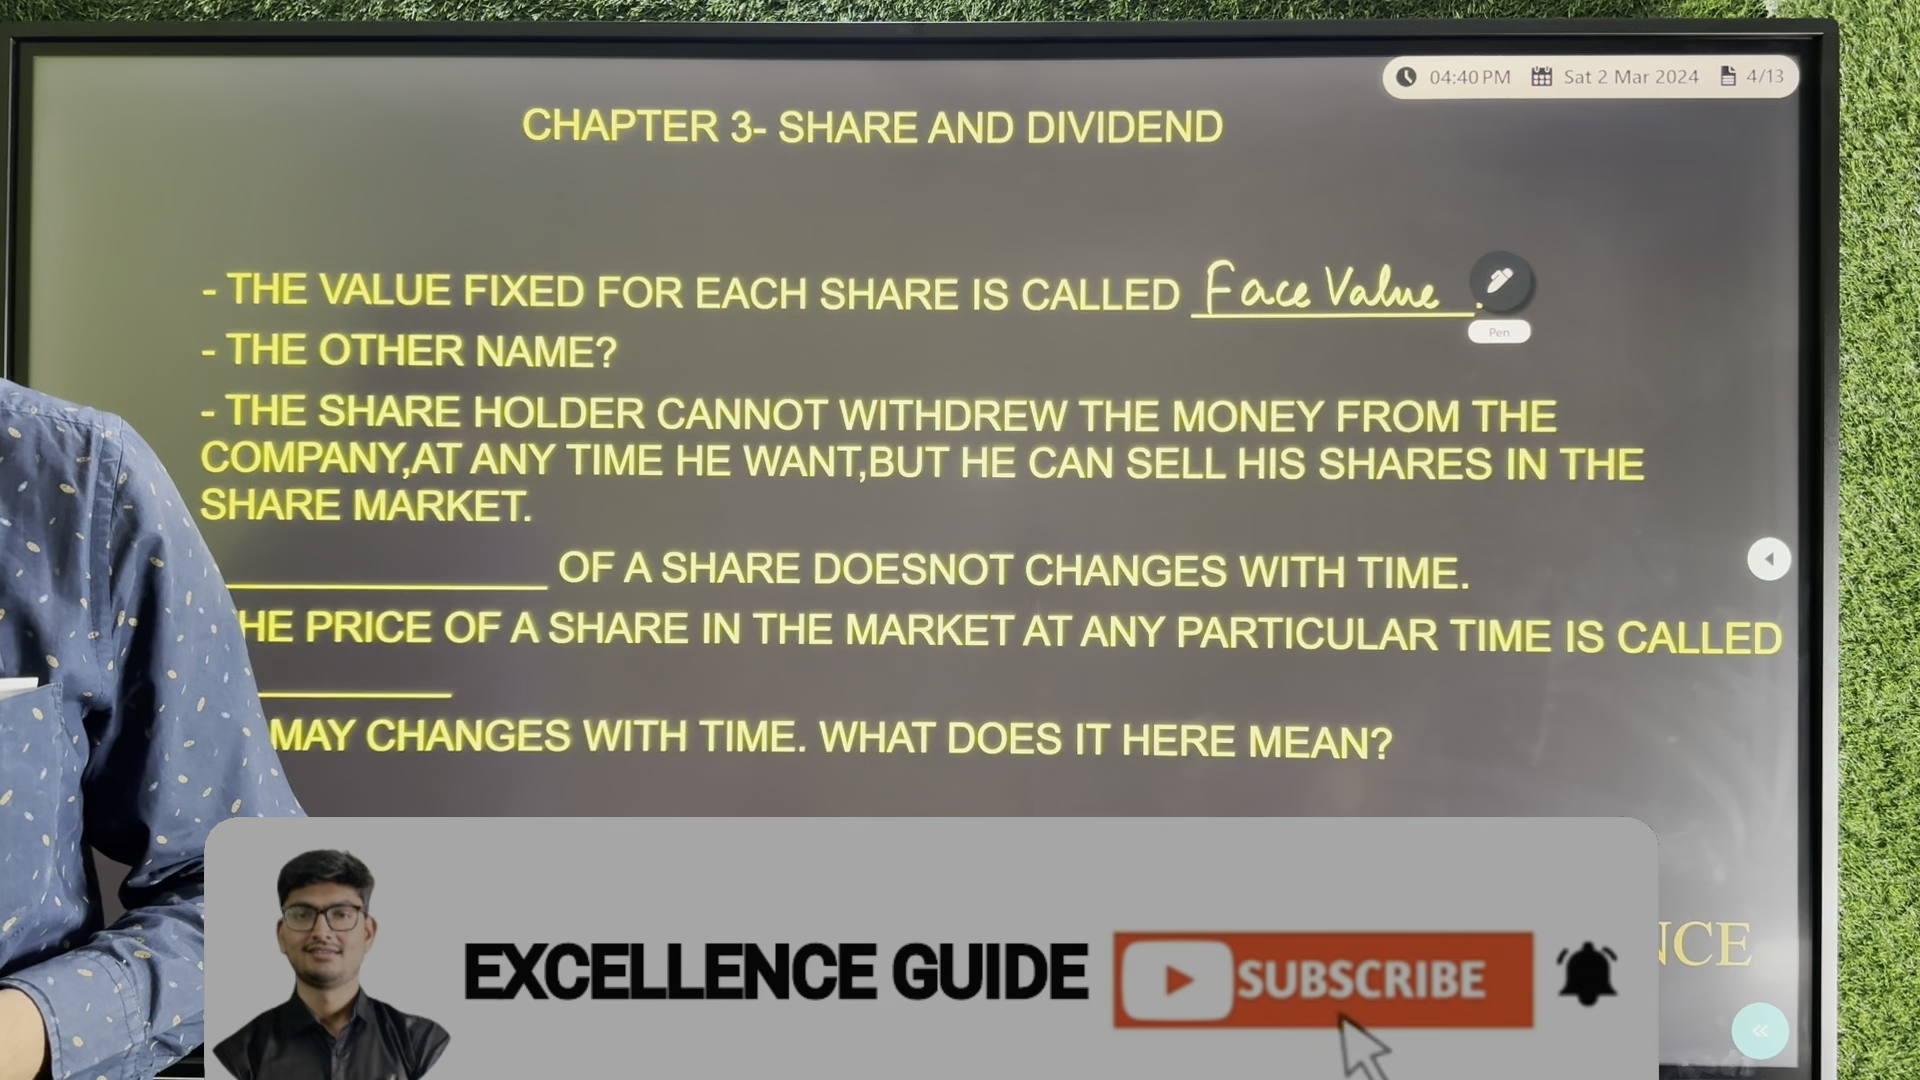 04:40 PM Sat 2 Mar 2024 4/13
CHAPTER 3- SHARE AND DIVIDEND
- THE VALUE FIXED FOR EACH SHARE IS CALLED Face Value.
Pen
- THE OTHER NAME?
- THE SHARE HOLDER CANNOT WITHDREW THE MONEY FROM THE
COMPANY,AT ANY TIME HE WANT,BUT HE CAN SELL HIS SHARES IN THE
SHARE MARKET.
____________ OF A SHARE DOESNOT CHANGES WITH TIME.
HE PRICE OF A SHARE IN THE MARKET AT ANY PARTICULAR TIME IS CALLED
________
MAY CHANGES WITH TIME. WHAT DOES IT HERE MEAN?
NCE
EXCELLENCE GUIDE SUBSCRIBE